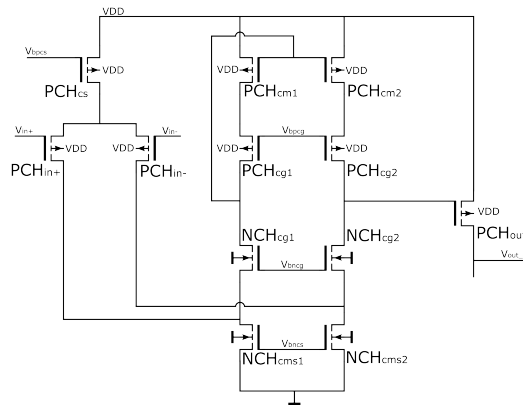 VDD
Vbpcs
VDD
PCHcs
VDD
PCHcm1
VDD
PCHcm2
Vin+
VDD
PCHin+
Vin-
VDD
PCHin-
VDD
PCHcg1
Vbpcg
VDD
PCHcg2
VDD
PCHout
Vout
NCHcg1
NCHcg2
Vbncg
Vbncs
NCHcms1
NCHcms2